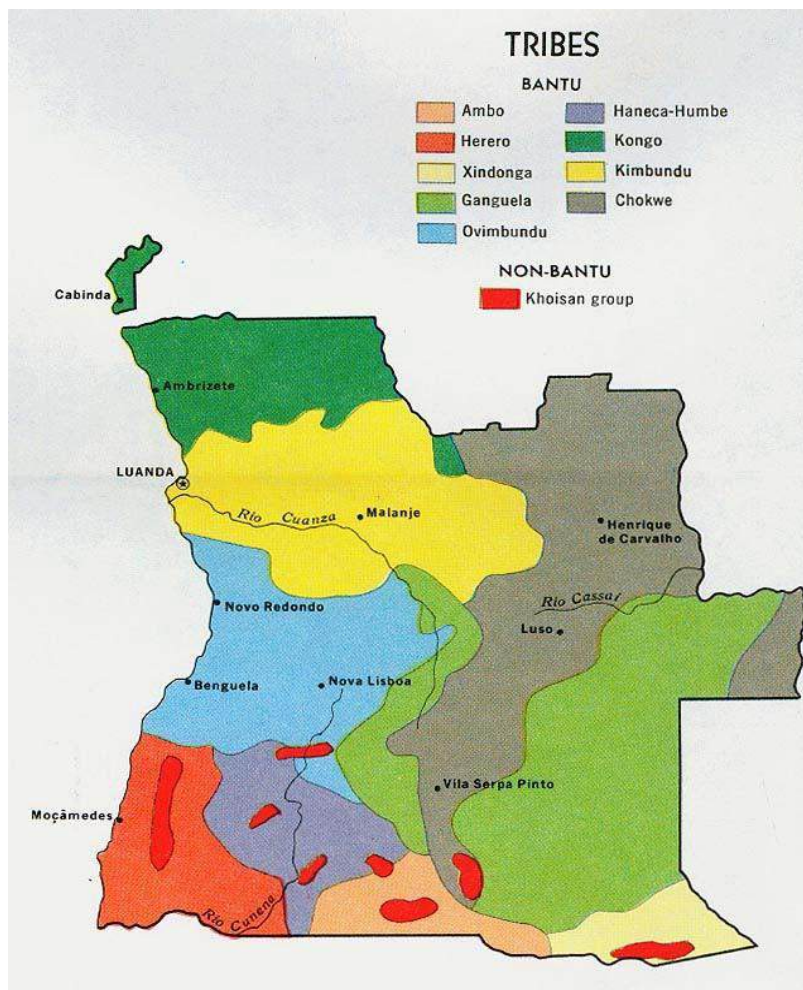 TRIBES
BANTU
Ambo
Herero
Xindonga
Ganguela
Ovimbundu
Haneca-Humbe
Kongo
Kimbundu
Chokwe
NON-BANTU
Khoisan group
Cabinda
Ambrizete
LUANDA
Rio Cuanza
Malanje
Henrique
de Carvalho
Rio Cassai
Novo Redondo
Luso
Benguela
Nova Lisboa
Vila Serpa Pinto
Moçâmedes
Rio Cunena